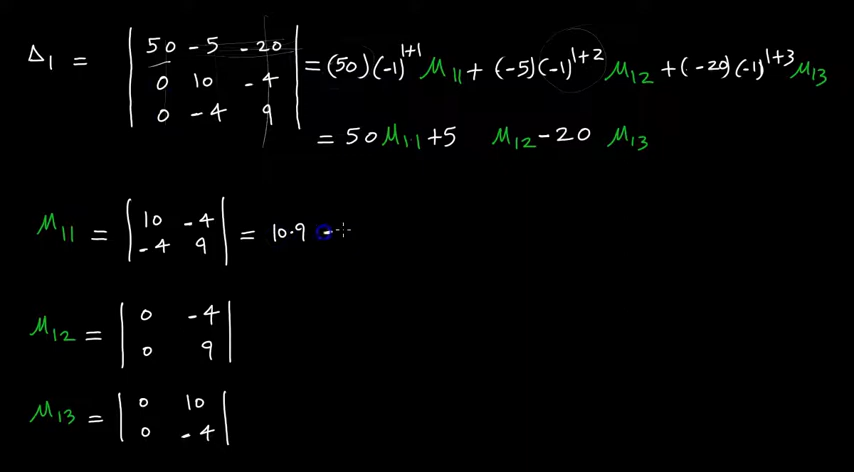 Δ₁ = | 50 -5 -20 | = (50)(-1)¹⁺¹ M₁₁ + (-5)(-1)¹⁺² M₁₂ + (-20)(-1)¹⁺³ M₁₃
0 10 -4
0 -4 9
= 50 M₁₁ + 5 M₁₂ - 20 M₁₃
M₁₁ = | 10 -4 | = 10·9 -
-4 9
M₁₂ = | 0 -4 |
0 9
M₁₃ = | 0 10 |
0 -4